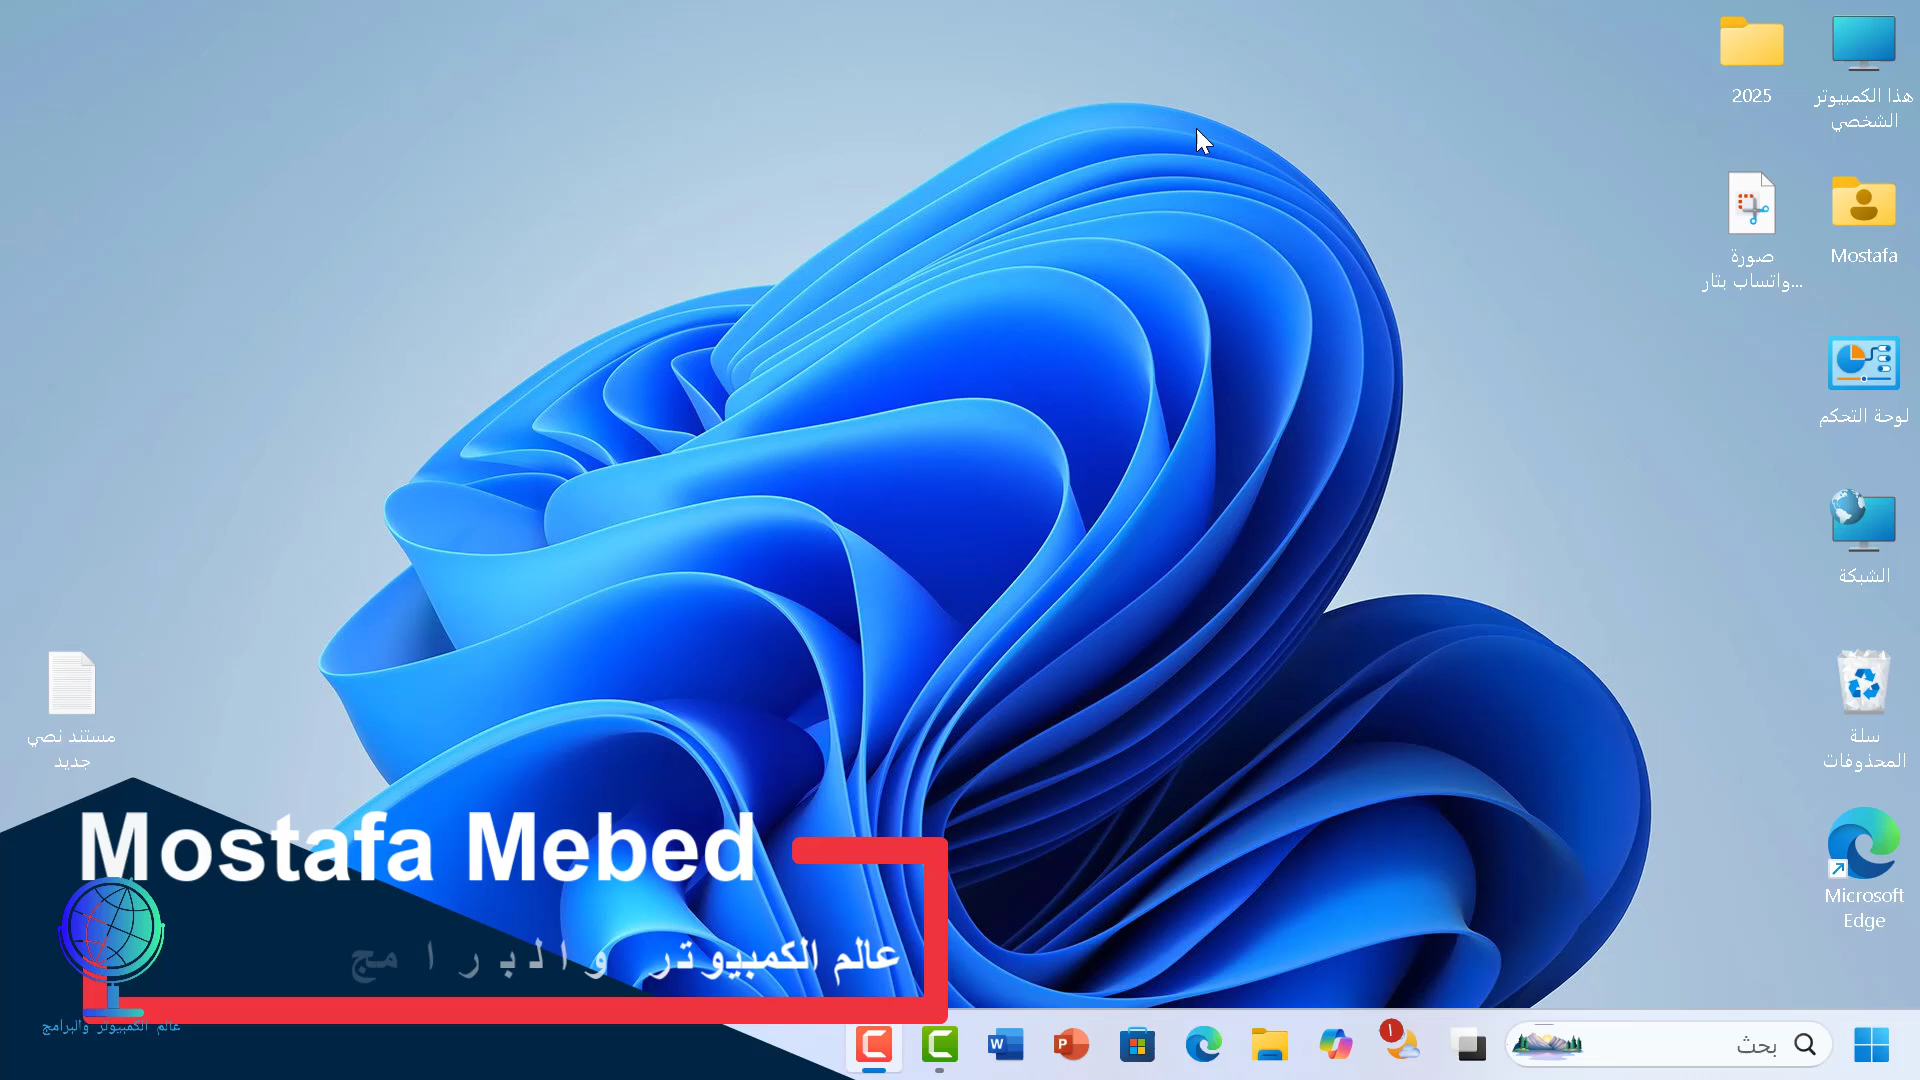 هذا الكمبيوتر
الشخصي
2025
Mostafa
صورة
واتساب بتار...
لوحة التحكم
الشبكة
سلة
المحذوفات
Microsoft
Edge
مستند نصي
جديد
Mostafa Mebed
عالم الكمبيوتر والبرامج
عالم الكمبيوتر والبرامج
بحث